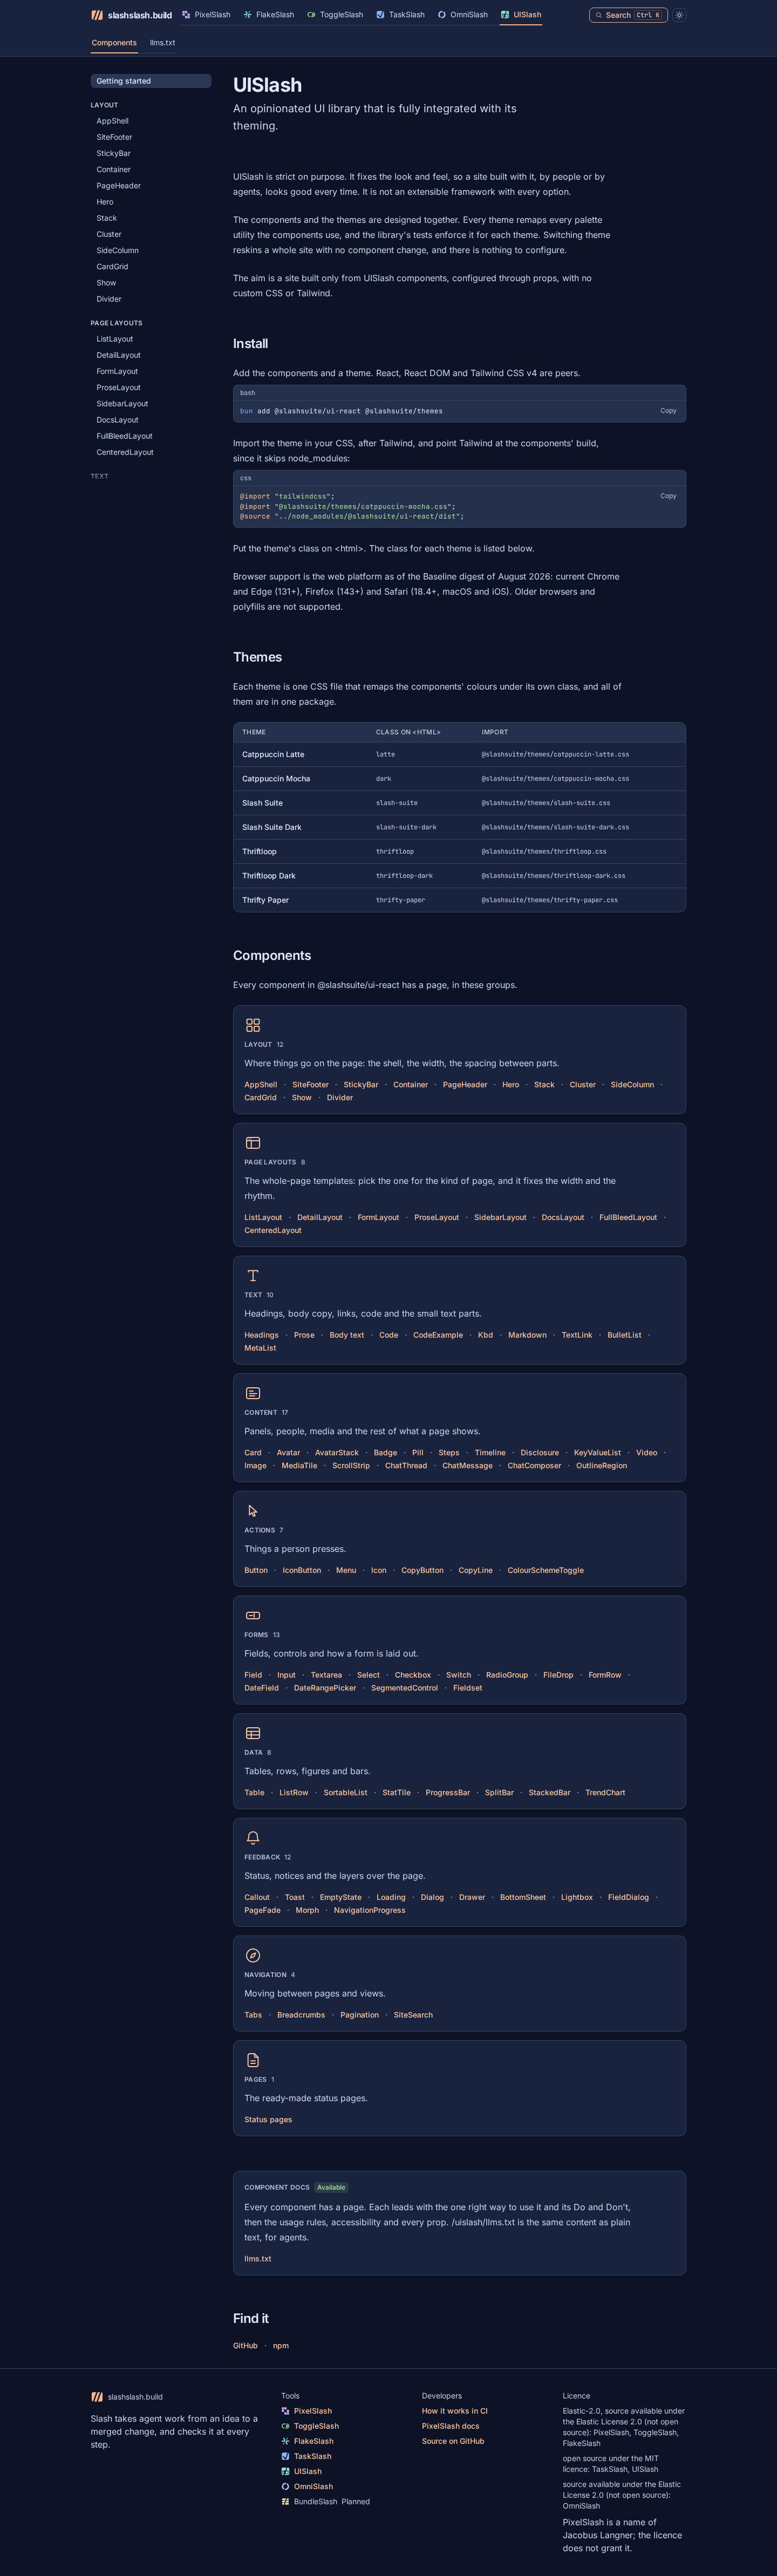 slashslash.build PixelSlash FlakeSlash ToggleSlash TaskSlash OmniSlash UISlash Search Ctrl K
Components llms.txt
Getting started
LAYOUT
AppShell
SiteFooter
StickyBar
Container
PageHeader
Hero
Stack
Cluster
SideColumn
CardGrid
Show
Divider
PAGE LAYOUTS
ListLayout
DetailLayout
FormLayout
ProseLayout
SidebarLayout
DocsLayout
FullBleedLayout
CenteredLayout
TEXT
UISlash
An opinionated UI library that is fully integrated with its
theming.
UISlash is strict on purpose. It fixes the look and feel, so a site built with it, by people or by
agents, looks good every time. It is not an extensible framework with every option.
The components and the themes are designed together. Every theme remaps every palette
utility the components use, and the library's tests enforce it for each theme. Switching theme
reskins a whole site with no component change, and there is nothing to configure.
The aim is a site built only from UISlash components, configured through props, with no
custom CSS or Tailwind.
Install
Add the components and a theme. React, React DOM and Tailwind CSS v4 are peers.
bash
bun add @slashsuite/ui-react @slashsuite/themes Copy
Import the theme in your CSS, after Tailwind, and point Tailwind at the components' build,
since it skips node_modules:
css
@import "tailwindcss"; Copy
@import "@slashsuite/themes/catppuccin-mocha.css";
@source "../node_modules/@slashsuite/ui-react/dist";
Put the theme's class on <html>. The class for each theme is listed below.
Browser support is the web platform as of the Baseline digest of August 2026: current Chrome
and Edge (131+), Firefox (143+) and Safari (18.4+, macOS and iOS). Older browsers and
polyfills are not supported.
Themes
Each theme is one CSS file that remaps the components' colours under its own class, and all of
them are in one package.
THEME CLASS ON <HTML> IMPORT
Catppuccin Latte latte @slashsuite/themes/catppuccin-latte.css
Catppuccin Mocha dark @slashsuite/themes/catppuccin-mocha.css
Slash Suite slash-suite @slashsuite/themes/slash-suite.css
Slash Suite Dark slash-suite-dark @slashsuite/themes/slash-suite-dark.css
Thriftloop thriftloop @slashsuite/themes/thriftloop.css
Thriftloop Dark thriftloop-dark @slashsuite/themes/thriftloop-dark.css
Thrifty Paper thrifty-paper @slashsuite/themes/thrifty-paper.css
Components
Every component in @slashsuite/ui-react has a page, in these groups.
LAYOUT 12
Where things go on the page: the shell, the width, the spacing between parts.
AppShell · SiteFooter · StickyBar · Container · PageHeader · Hero · Stack · Cluster · SideColumn ·
CardGrid · Show · Divider
PAGE LAYOUTS 8
The whole-page templates: pick the one for the kind of page, and it fixes the width and the
rhythm.
ListLayout · DetailLayout · FormLayout · ProseLayout · SidebarLayout · DocsLayout · FullBleedLayout ·
CenteredLayout
TEXT 10
Headings, body copy, links, code and the small text parts.
Headings · Prose · Body text · Code · CodeExample · Kbd · Markdown · TextLink · BulletList ·
MetaList
CONTENT 17
Panels, people, media and the rest of what a page shows.
Card · Avatar · AvatarStack · Badge · Pill · Steps · Timeline · Disclosure · KeyValueList · Video ·
Image · MediaTile · ScrollStrip · ChatThread · ChatMessage · ChatComposer · OutlineRegion
ACTIONS 7
Things a person presses.
Button · IconButton · Menu · Icon · CopyButton · CopyLine · ColourSchemeToggle
FORMS 13
Fields, controls and how a form is laid out.
Field · Input · Textarea · Select · Checkbox · Switch · RadioGroup · FileDrop · FormRow ·
DateField · DateRangePicker · SegmentedControl · Fieldset
DATA 8
Tables, rows, figures and bars.
Table · ListRow · SortableList · StatTile · ProgressBar · SplitBar · StackedBar · TrendChart
FEEDBACK 12
Status, notices and the layers over the page.
Callout · Toast · EmptyState · Loading · Dialog · Drawer · BottomSheet · Lightbox · FieldDialog ·
PageFade · Morph · NavigationProgress
NAVIGATION 4
Moving between pages and views.
Tabs · Breadcrumbs · Pagination · SiteSearch
PAGES 1
The ready-made status pages.
Status pages
COMPONENT DOCS Available
Every component has a page. Each leads with the one right way to use it and its Do and Don't,
then the usage rules, accessibility and every prop. /uislash/llms.txt is the same content as plain
text, for agents.
llms.txt
Find it
GitHub · npm
slashslash.build
Slash takes agent work from an idea to a
merged change, and checks it at every
step.
Tools
PixelSlash
ToggleSlash
FlakeSlash
TaskSlash
UISlash
OmniSlash
BundleSlash Planned
Developers
How it works in CI
PixelSlash docs
Source on GitHub
Licence
Elastic-2.0, source available under
the Elastic License 2.0 (not open
source): PixelSlash, ToggleSlash,
FlakeSlash
open source under the MIT
licence: TaskSlash, UISlash
source available under the Elastic
License 2.0 (not open source):
OmniSlash
PixelSlash is a name of
Jacobus Langner; the licence
does not grant it.